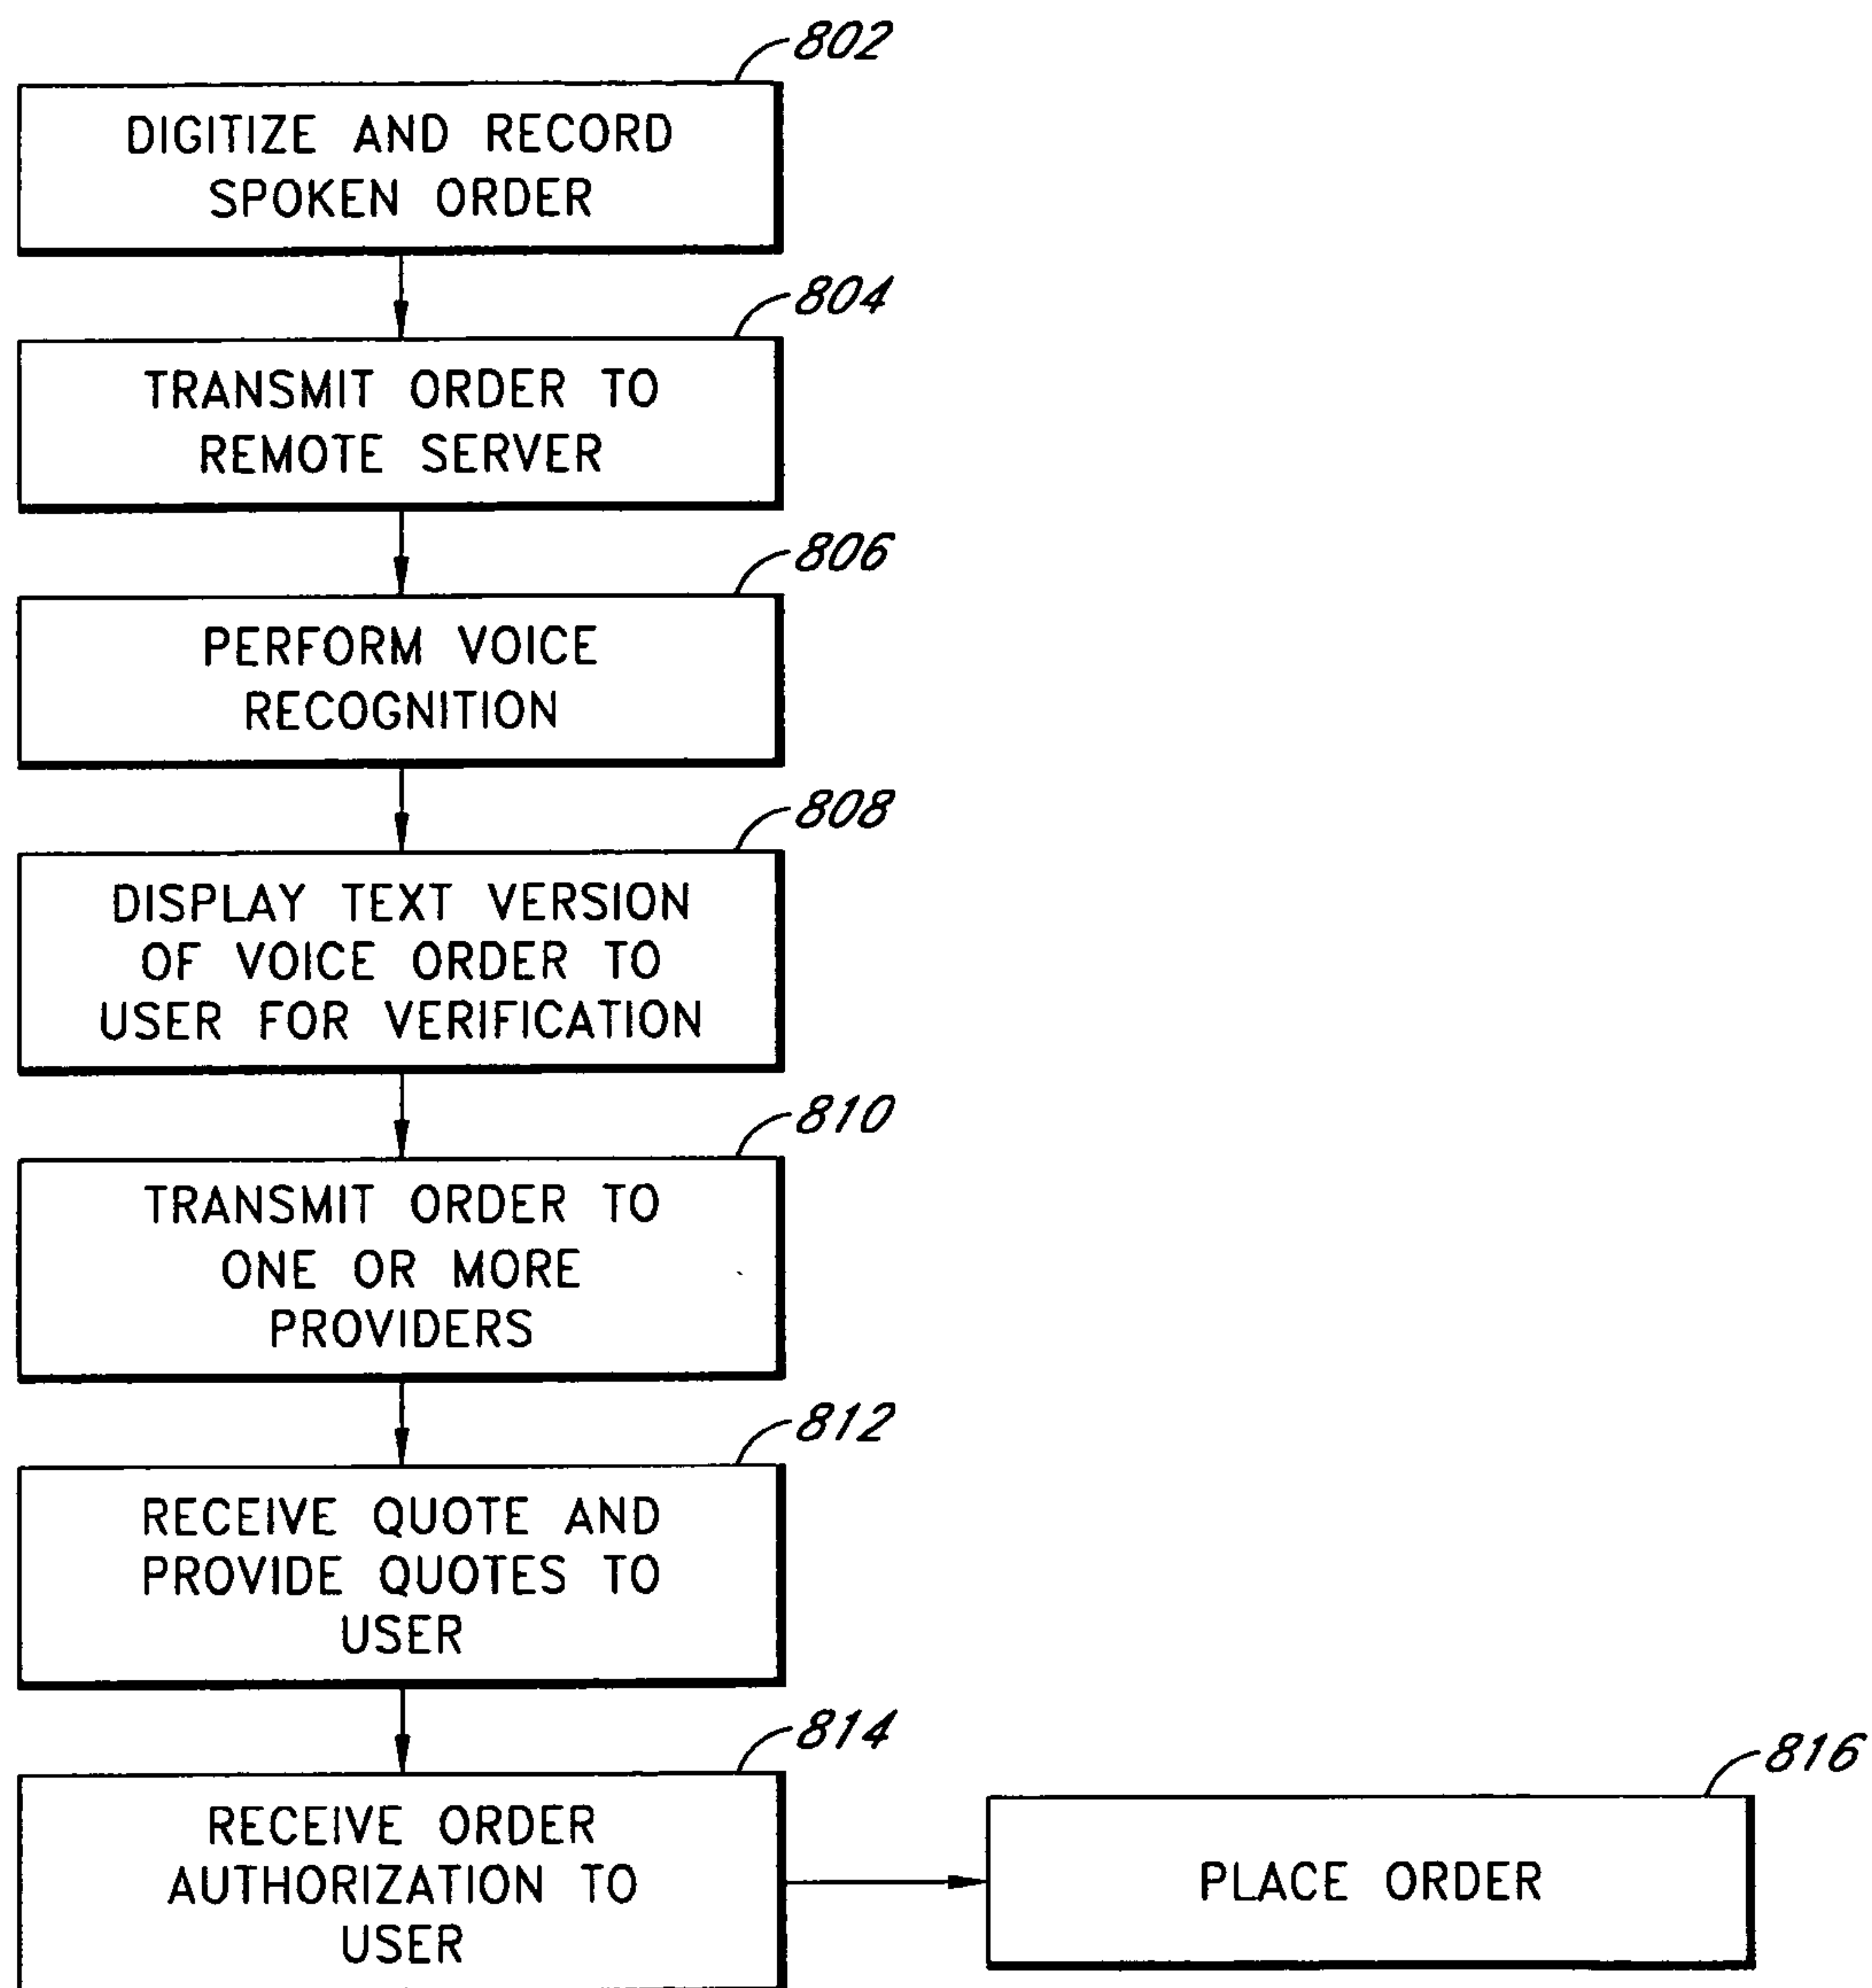 802
DIGITIZE AND RECORD
SPOKEN ORDER
804
TRANSMIT ORDER TO
REMOTE SERVER
806
PERFORM VOICE
RECOGNITION
808
DISPLAY TEXT VERSION
OF VOICE ORDER TO
USER FOR VERIFICATION
810
TRANSMIT ORDER TO
ONE OR MORE
PROVIDERS
812
RECEIVE QUOTE AND
PROVIDE QUOTES TO
USER
814
RECEIVE ORDER
AUTHORIZATION TO
USER
816
PLACE ORDER